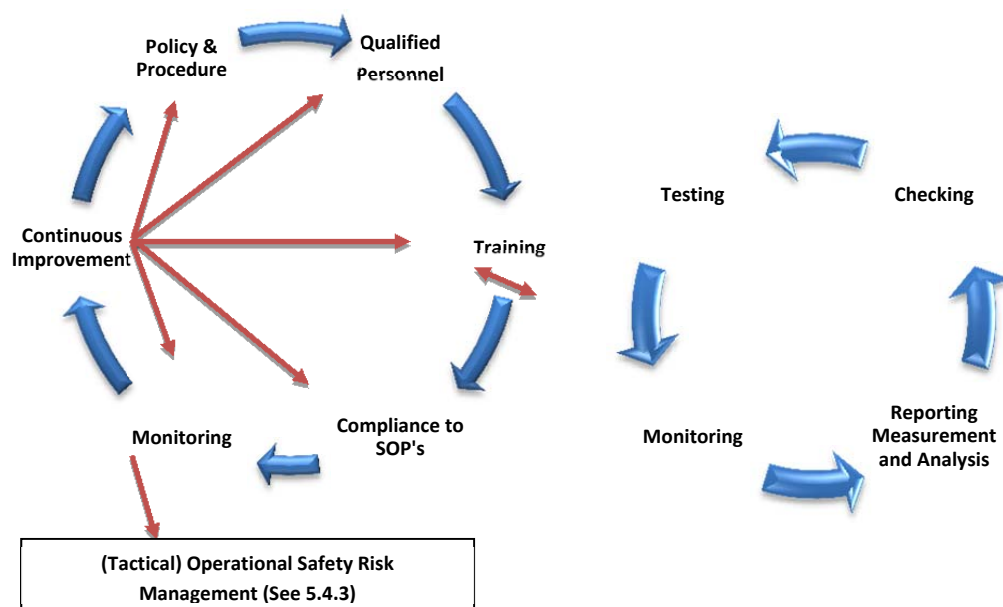 Policy &
Procedure
Qualified
Personnel
Testing
Checking
Continuous
Improvement
Training
Monitoring
Compliance to
SOP's
Monitoring
Reporting
Measurement
and Analysis
(Tactical) Operational Safety Risk
Management (See 5.4.3)